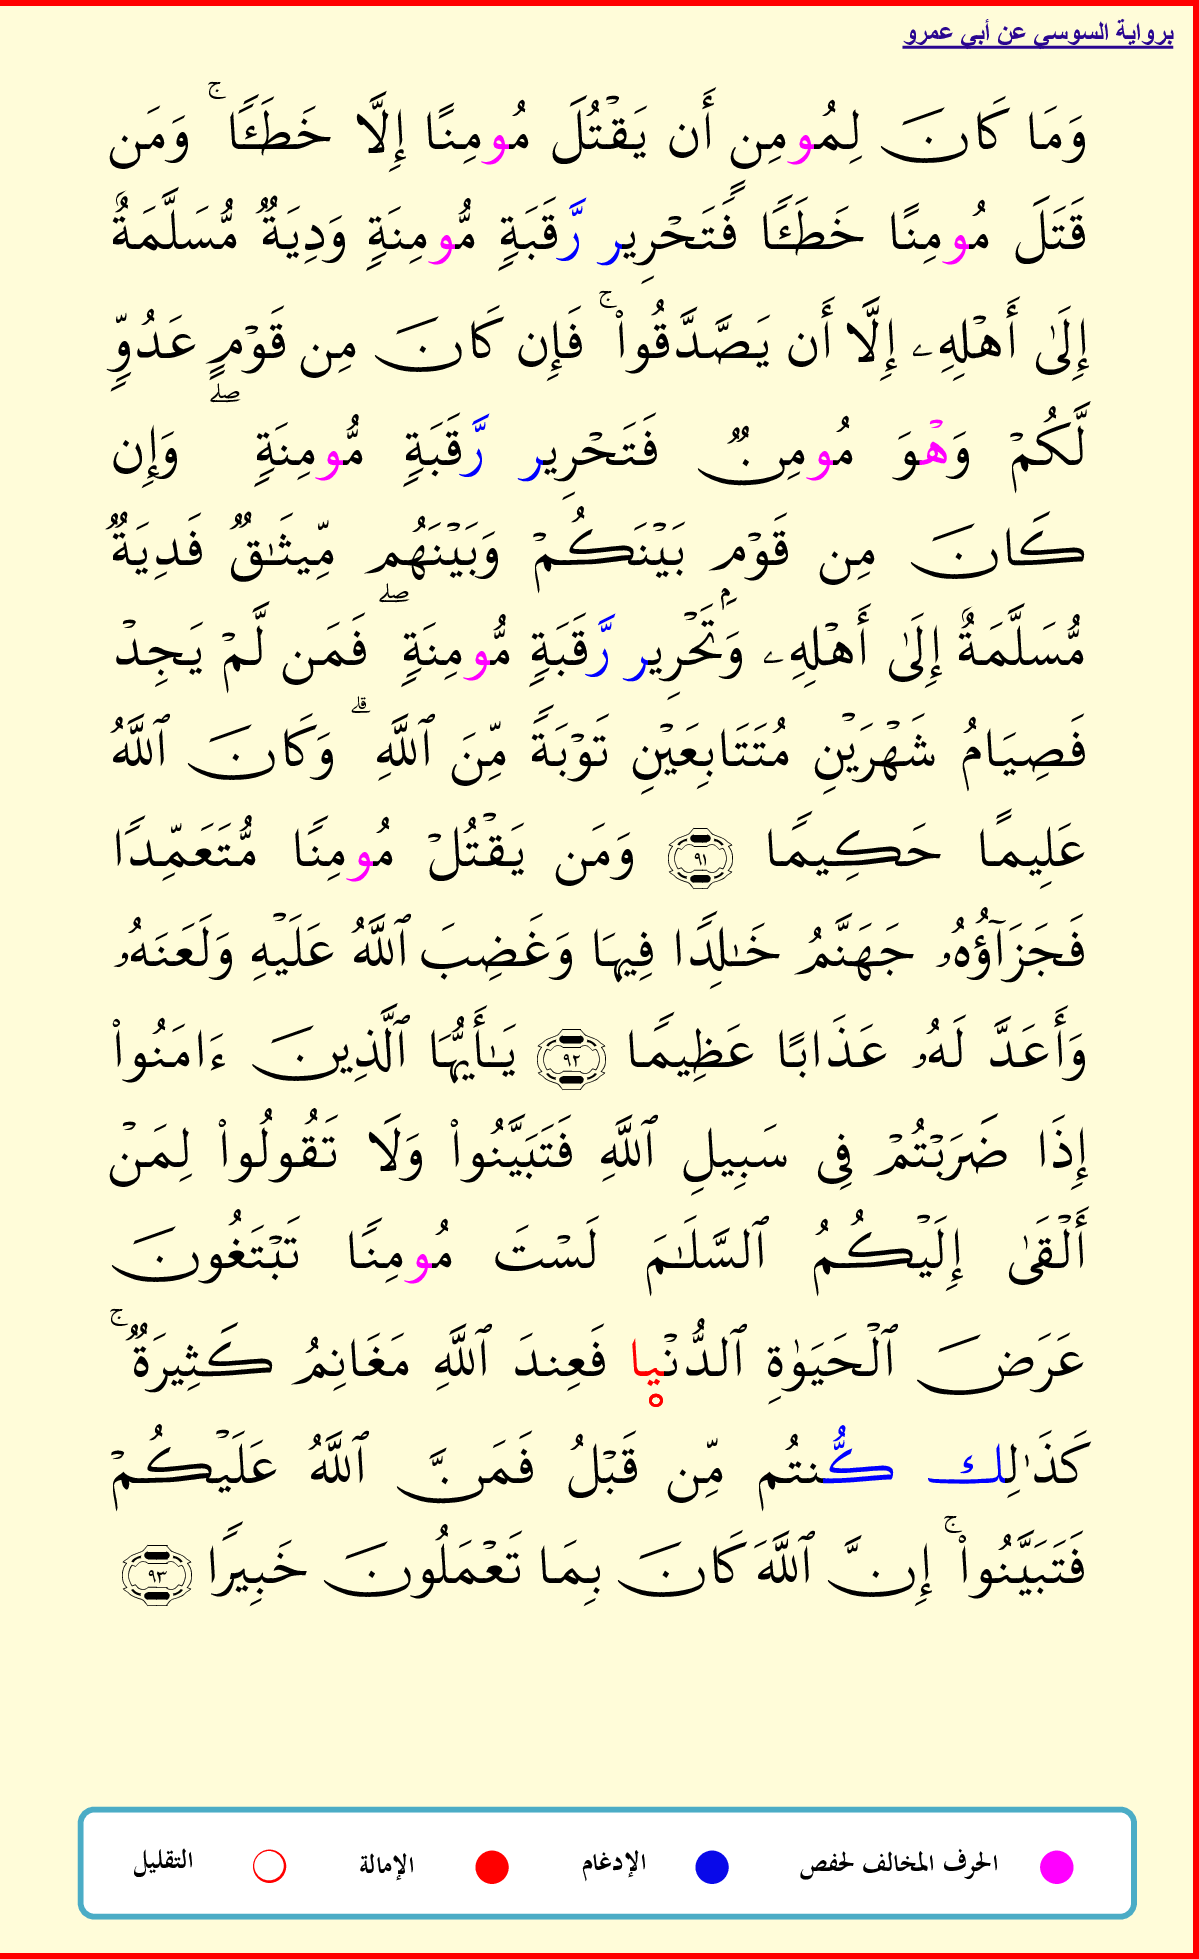 برواية السوسي عن أبي عمرو
وَمَا كَانَ لِمُومِنٍ أَن يَقۡتُلَ مُومِنًا إِلَّا خَطَـًٔاۚ وَمَن
قَتَلَ مُومِنًا خَطَـًٔا فَتَحۡرِير رَّقَبَةٍ مُّومِنَةٍ وَدِيَةٌ مُّسَلَّمَةٌ
إِلَىٰ أَهۡلِهِۦ إِلَّا أَن يَصَّدَّقُواْۚ فَإِن كَانَ مِن قَوۡمٍ عَدُوٍّ
لَّكُمۡ وَهۡوَ مُومِنٌ فَتَحۡرِير رَّقَبَةٍ مُّومِنَةٍۖ وَإِن
كَانَ مِن قَوۡمِۭ بَيۡنَكُمۡ وَبَيۡنَهُم مِّيثَٰقٌ فَدِيَةٌ
مُّسَلَّمَةٌ إِلَىٰ أَهۡلِهِۦ وَتَحۡرِير رَّقَبَةٍ مُّومِنَةٍۖ فَمَن لَّمۡ يَجِدۡ
فَصِيَامُ شَهۡرَيۡنِ مُتَتَابِعَيۡنِ تَوۡبَةً مِّنَ ٱللَّهِۗ وَكَانَ ٱللَّهُ
عَلِيمًا حَكِيمًا ٩١ وَمَن يَقۡتُلۡ مُومِنًا مُّتَعَمِّدًا
فَجَزَآؤُهُۥ جَهَنَّمُ خَٰلِدًا فِيهَا وَغَضِبَ ٱللَّهُ عَلَيۡهِ وَلَعَنَهُۥ
وَأَعَدَّ لَهُۥ عَذَابًا عَظِيمًا ٩٢ يَٰٓأَيُّهَا ٱلَّذِينَ ءَامَنُواْ
إِذَا ضَرَبۡتُمۡ فِي سَبِيلِ ٱللَّهِ فَتَبَيَّنُواْ وَلَا تَقُولُواْ لِمَنۡ
أَلۡقَىٰ إِلَيۡكُمُ ٱلسَّلَٰمَ لَسۡتَ مُومِنًا تَبۡتَغُونَ
عَرَضَ ٱلۡحَيَوٰةِ ٱلدُّنۡيا فَعِندَ ٱللَّهِ مَغَانِمُ كَثِيرَةٌۚ
كَذَٰلِك كُّنتُم مِّن قَبۡلُ فَمَنَّ ٱللَّهُ عَلَيۡكُمۡ
فَتَبَيَّنُواْۚ إِنَّ ٱللَّهَ كَانَ بِمَا تَعۡمَلُونَ خَبِيرًا ٩٣
الحرف المخالف لحفص الإدغام الإمالة التقليل